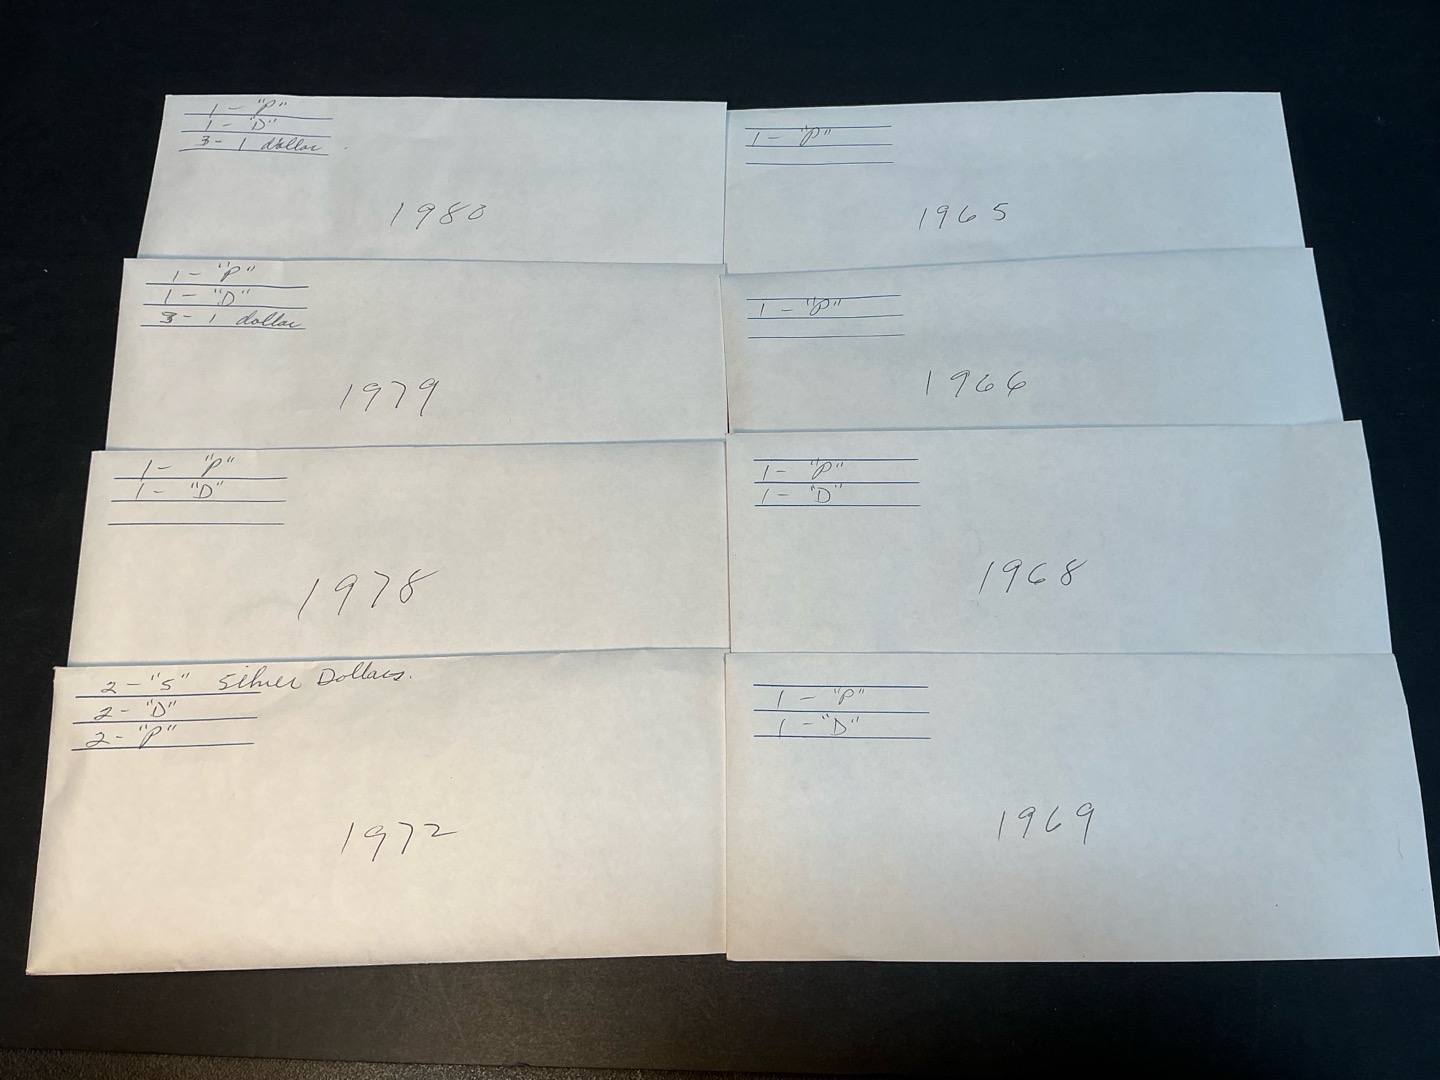 1 - "P"
1 - "D"
3 - 1 dollar
1980
1 - "P"
1 - "D"
3 - 1 dollar
1979
1 - "P"
1 - "D"
1978
2 - "S" Silver Dollars.
2 - "D"
2 - "P"
1972
1 - "P"
1965
1 - "P"
1966
1 - "P"
1 - "D"
1968
1 - "P"
1 - "D"
1969